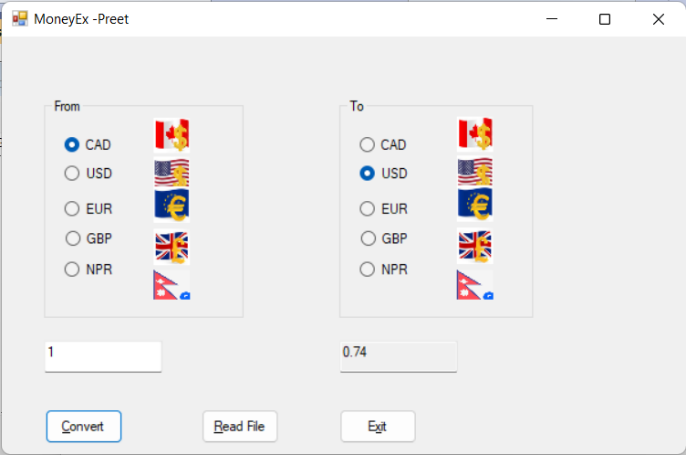 MoneyEx -Preet
From
To
CAD
CAD
USD
USD
EUR
EUR
GBP
GBP
NPR
NPR
1
0.74
Convert
Read File
Exit